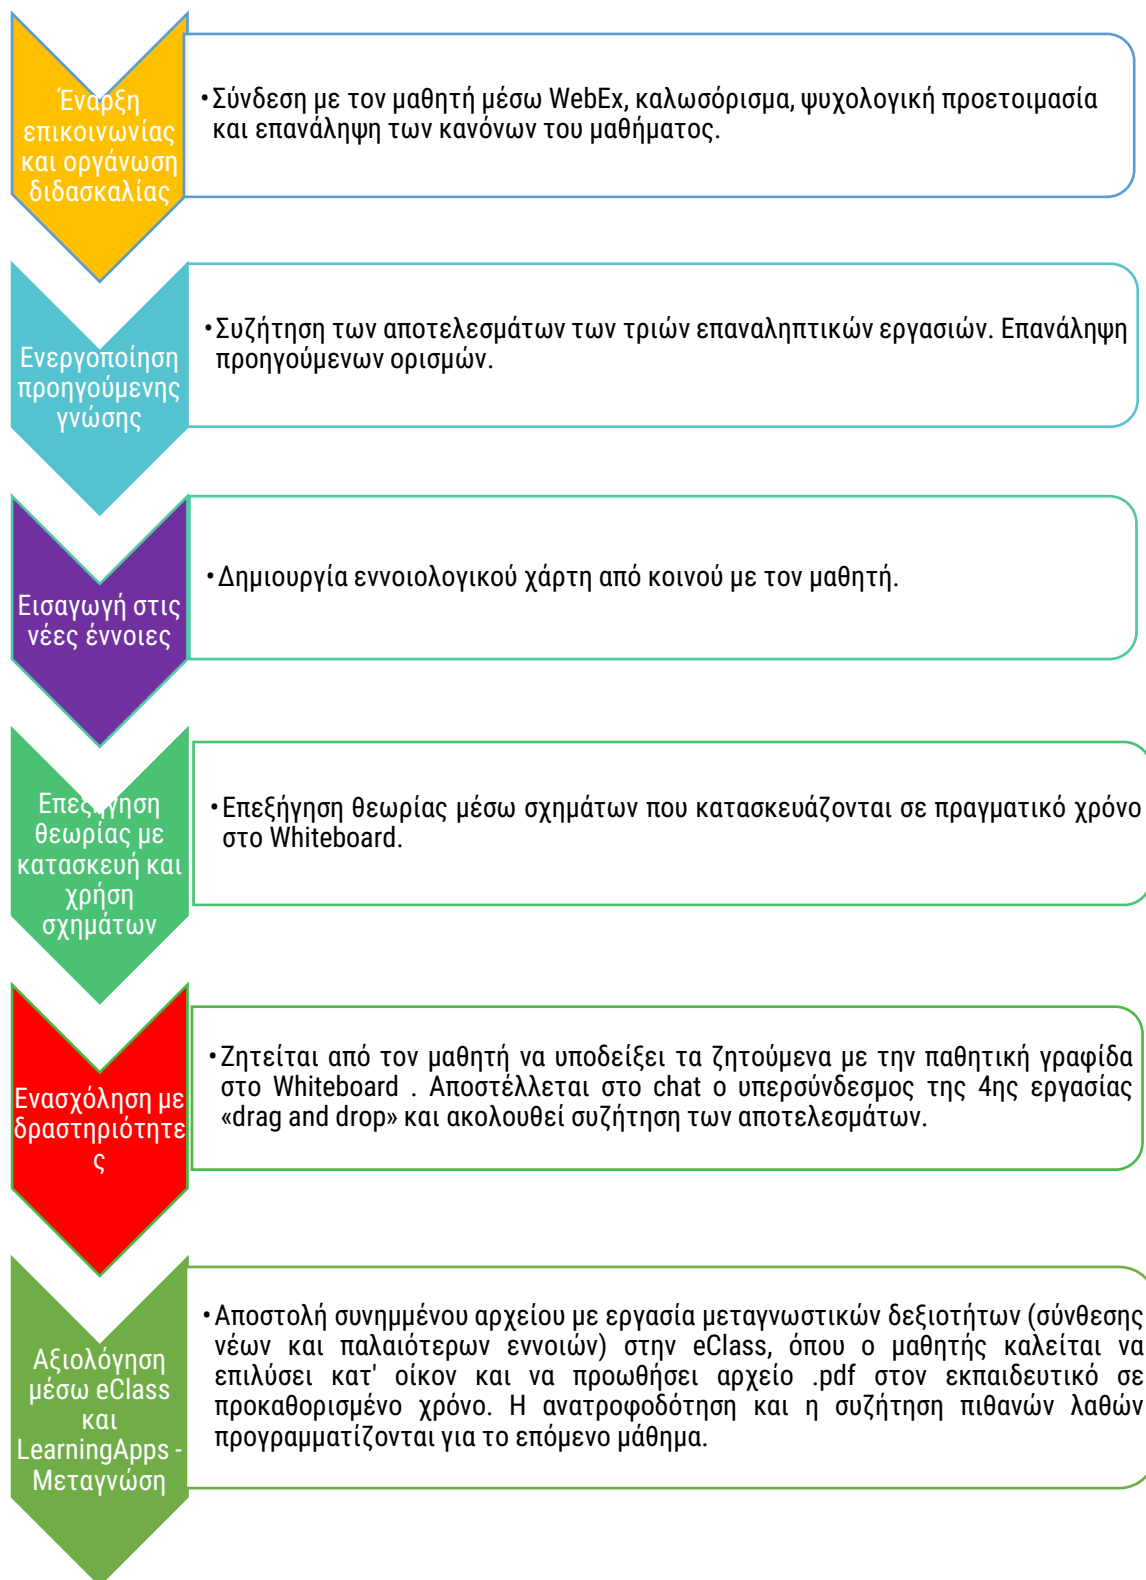 Έναρξη
επικοινωνίας
και οργάνωση
διδασκαλίας
•Σύνδεση με τον μαθητή μέσω WebEx, καλωσόρισμα, ψυχολογική προετοιμασία
και επανάληψη των κανόνων του μαθήματος.
Ενεργοποίηση
προηγούμενης
γνώσης
•Συζήτηση των αποτελεσμάτων των τριών επαναληπτικών εργασιών. Επανάληψη
προηγούμενων ορισμών.
Εισαγωγή στις
νέες έννοιες
•Δημιουργία εννοιολογικού χάρτη από κοινού με τον μαθητή.
Επεξήγηση
θεωρίας με
κατασκευή και
χρήση
σχημάτων
•Επεξήγηση θεωρίας μέσω σχημάτων που κατασκευάζονται σε πραγματικό χρόνο
στο Whiteboard.
Ενασχόληση με
δραστηριότητε
ς
•Ζητείται από τον μαθητή να υποδείξει τα ζητούμενα με την παθητική γραφίδα
στο Whiteboard . Αποστέλλεται στο chat ο υπερσύνδεσμος της 4ης εργασίας
«drag and drop» και ακολουθεί συζήτηση των αποτελεσμάτων.
Αξιολόγηση
μέσω eClass
και
LearningApps -
Μεταγνώση
•Αποστολή συνημμένου αρχείου με εργασία μεταγνωστικών δεξιοτήτων (σύνθεσης
νέων και παλαιότερων εννοιών) στην eClass, όπου ο μαθητής καλείται να
επιλύσει κατ' οίκον και να προωθήσει αρχείο .pdf στον εκπαιδευτικό σε
προκαθορισμένο χρόνο. Η ανατροφοδότηση και η συζήτηση πιθανών λαθών
προγραμματίζονται για το επόμενο μάθημα.